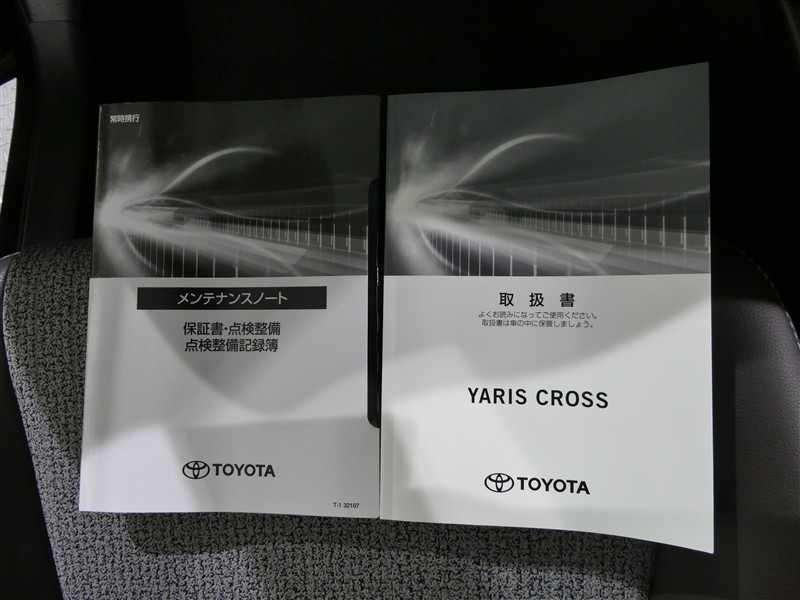 常時携行
メンテナンスノート
保証書・点検整備
点検整備記録簿
TOYOTA
T-1 32107
取扱書
よくお読みになってご使用ください。
取扱書は車の中に保管しましょう。
YARIS CROSS
TOYOTA